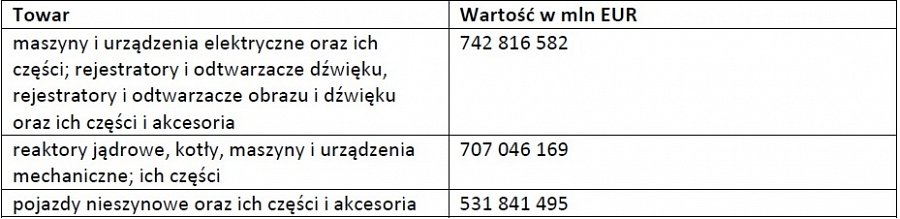 Towar Wartość w mln EUR
maszyny i urządzenia elektryczne oraz ich 742 816 582
części; rejestratory i odtwarzacze dźwięku,
rejestratory i odtwarzacze obrazu i dźwięku
oraz ich części i akcesoria
reaktory jądrowe, kotły, maszyny i urządzenia 707 046 169
mechaniczne; ich części
pojazdy nieszynowe oraz ich części i akcesoria 531 841 495